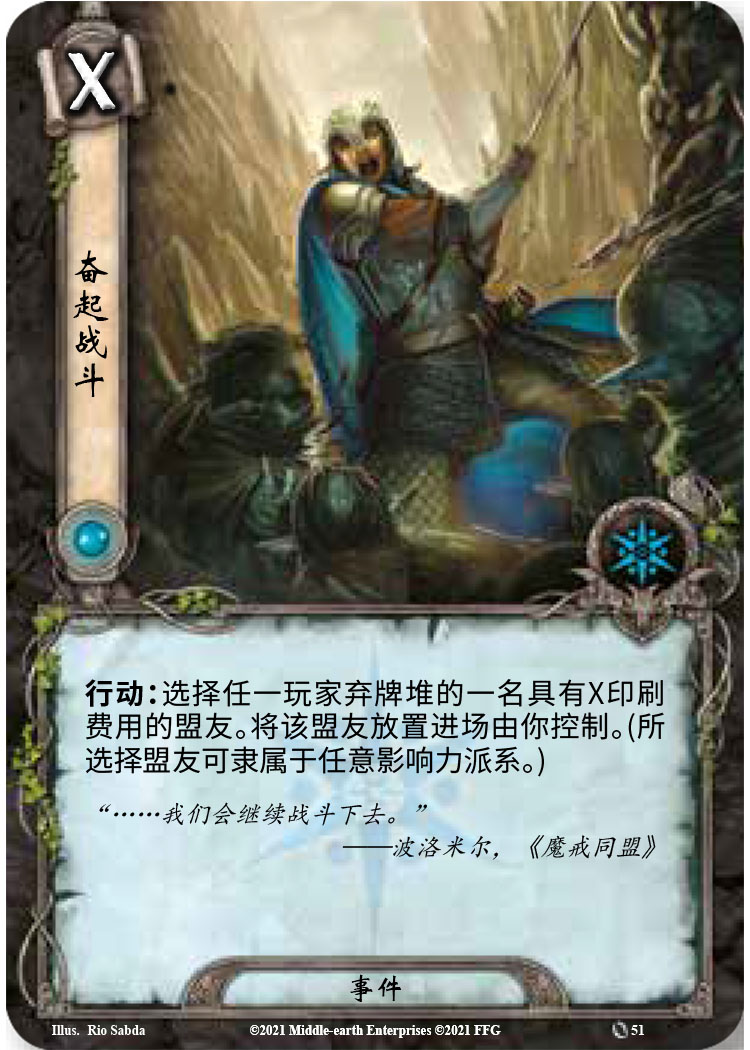 X
奋起战斗
行动：选择任一玩家弃牌堆的一名具有X印刷
费用的盟友。将该盟友放置进场由你控制。(所
选择盟友可隶属于任意影响力派系。)
“……我们会继续战斗下去。”
——波洛米尔，《魔戒同盟》
事件
Illus. Rio Sabda
©2021 Middle-earth Enterprises ©2021 FFG
51